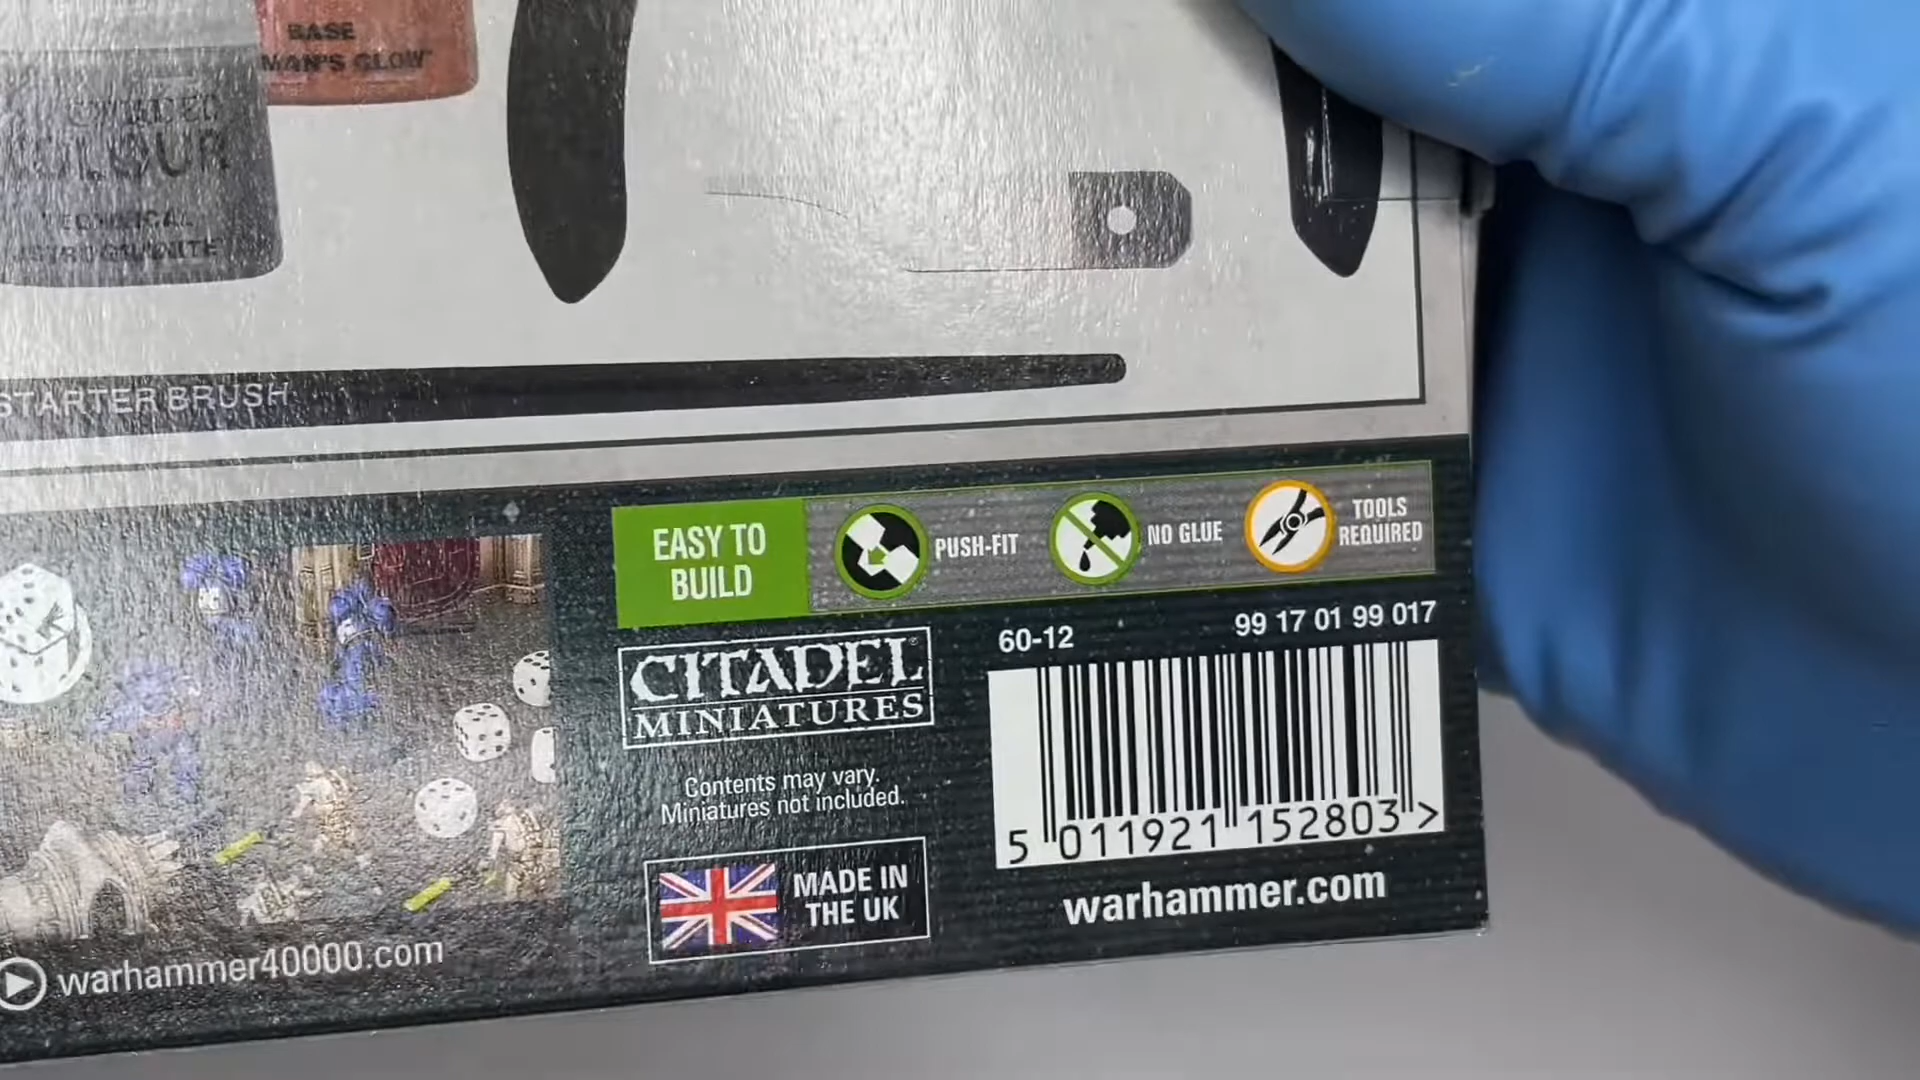 BASE
MAN'S GLOW
CITADEL
COLOUR
TECHNICAL
STARTER BRUSH
EASY TO
BUILD
PUSH-FIT
NO GLUE
TOOLS
REQUIRED
60-12
99 17 01 99 017
CITADEL
MINIATURES
Contents may vary.
Miniatures not included.
5 011921 152803 >
MADE IN
THE UK
warhammer.com
warhammer40000.com